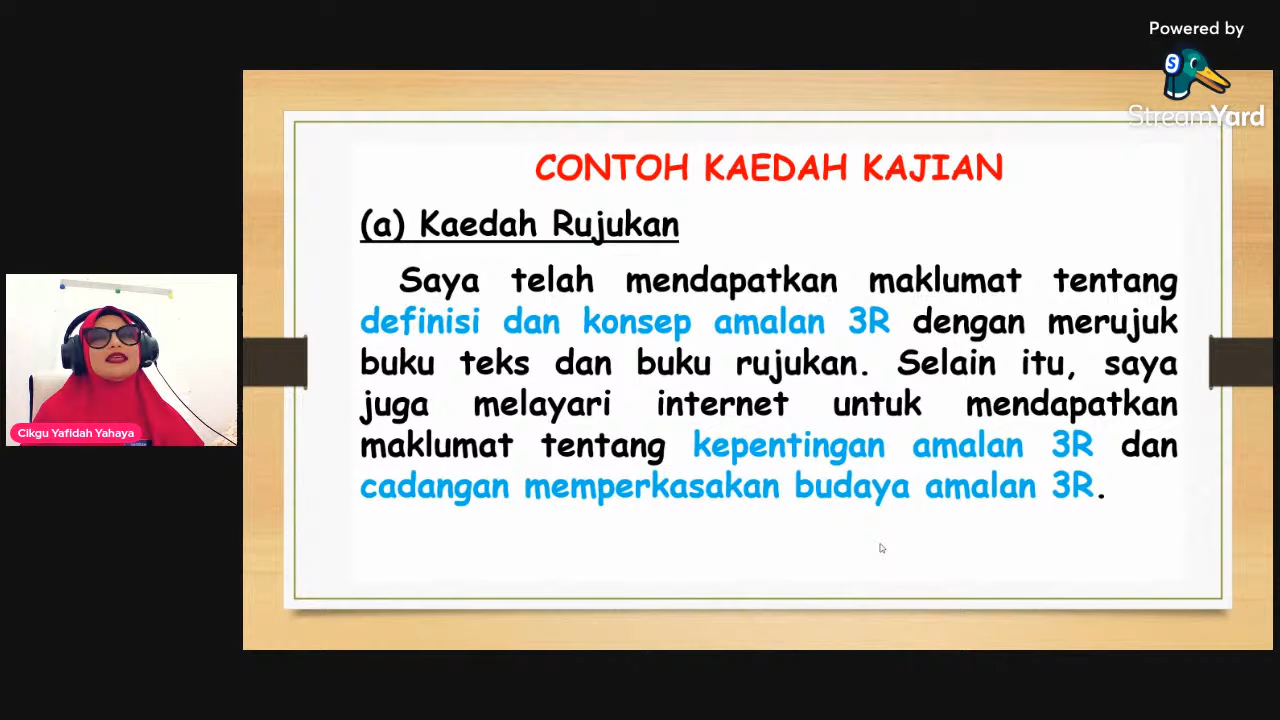 Powered by
S
StreamYard
CONTOH KAEDAH KAJIAN
(a) Kaedah Rujukan
Saya telah mendapatkan maklumat tentang
definisi dan konsep amalan 3R dengan merujuk
buku teks dan buku rujukan. Selain itu, saya
juga melayari internet untuk mendapatkan
maklumat tentang kepentingan amalan 3R dan
cadangan memperkasakan budaya amalan 3R.
Cikgu Yafidah Yahaya